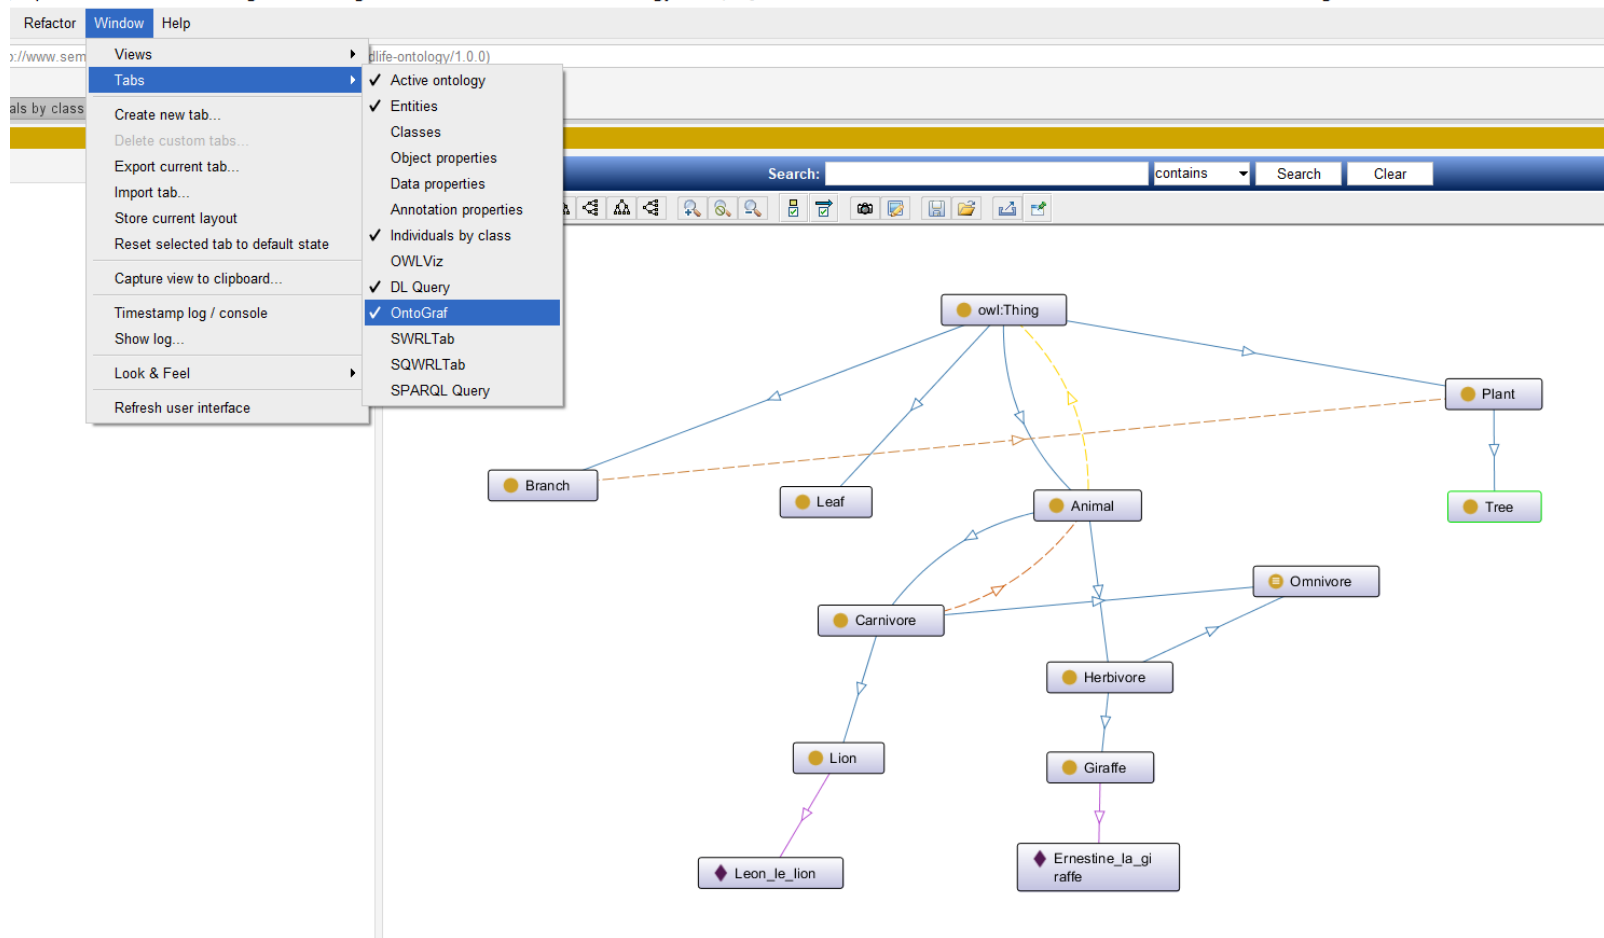 Refactor Window Help
Views
p://www.sem
dlife-ontology/1.0.0)
Tabs
Active ontology
als by class
Entities
Create new tab...
Classes
Delete custom tabs...
Object properties
Export current tab...
Search:
contains
Search
Clear
Data properties
Import tab...
Annotation properties
Store current layout
Individuals by class
Reset selected tab to default state
OWLViz
Capture view to clipboard...
DL Query
Timestamp log / console
OntoGraf
Show log...
SWRLTab
SQWRLTab
Look & Feel
SPARQL Query
Refresh user interface
owl:Thing
Plant
Branch
Leaf
Animal
Tree
Omnivore
Carnivore
Herbivore
Lion
Giraffe
Leon_le_lion
Ernestine_la_gi
raffe